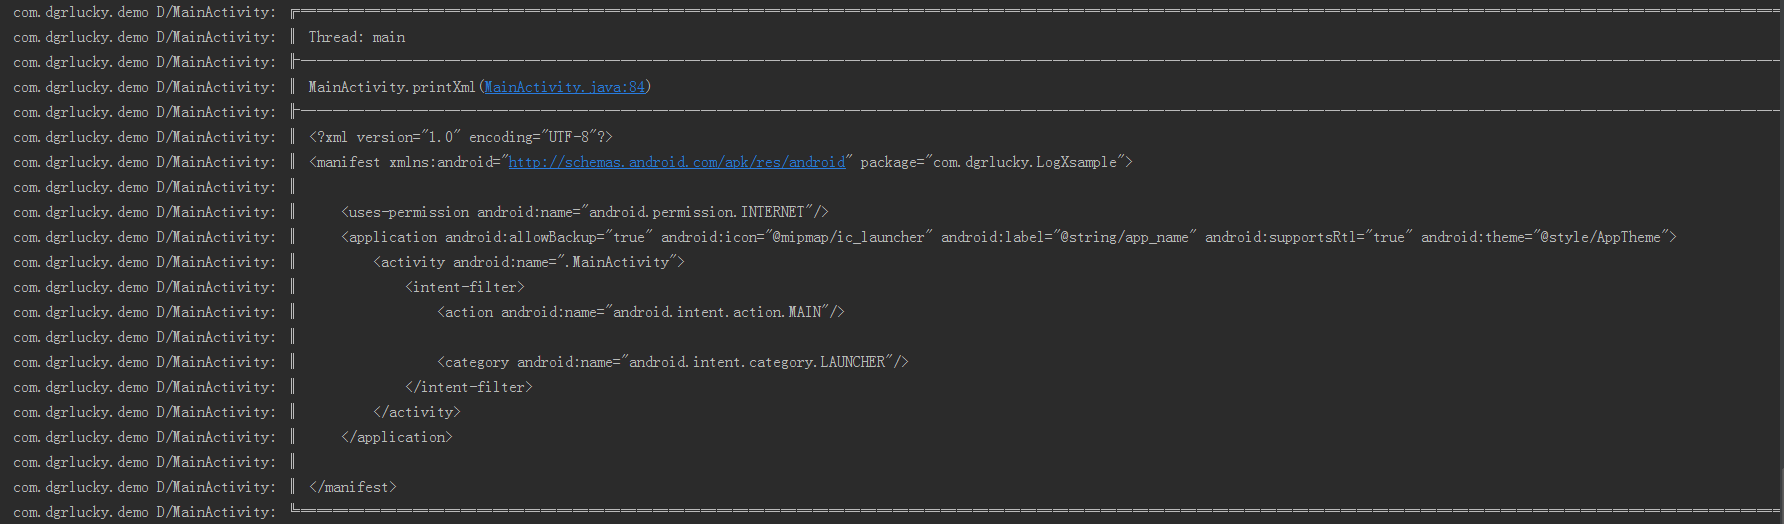 com.dgrlucky.demo D/MainActivity: ╔════════════════════════════════════════
com.dgrlucky.demo D/MainActivity: ║ Thread: main
com.dgrlucky.demo D/MainActivity: ╟────────────────────────────────────────
com.dgrlucky.demo D/MainActivity: ║ MainActivity.printXml(MainActivity.java:84)
com.dgrlucky.demo D/MainActivity: ╟────────────────────────────────────────
com.dgrlucky.demo D/MainActivity: ║ <?xml version="1.0" encoding="UTF-8"?>
com.dgrlucky.demo D/MainActivity: ║ <manifest xmlns:android="http://schemas.android.com/apk/res/android" package="com.dgrlucky.LogXsample">
com.dgrlucky.demo D/MainActivity: ║
com.dgrlucky.demo D/MainActivity: ║     <uses-permission android:name="android.permission.INTERNET"/>
com.dgrlucky.demo D/MainActivity: ║     <application android:allowBackup="true" android:icon="@mipmap/ic_launcher" android:label="@string/app_name" android:supportsRtl="true" android:theme="@style/AppTheme">
com.dgrlucky.demo D/MainActivity: ║         <activity android:name=".MainActivity">
com.dgrlucky.demo D/MainActivity: ║             <intent-filter>
com.dgrlucky.demo D/MainActivity: ║                 <action android:name="android.intent.action.MAIN"/>
com.dgrlucky.demo D/MainActivity: ║
com.dgrlucky.demo D/MainActivity: ║                 <category android:name="android.intent.category.LAUNCHER"/>
com.dgrlucky.demo D/MainActivity: ║             </intent-filter>
com.dgrlucky.demo D/MainActivity: ║         </activity>
com.dgrlucky.demo D/MainActivity: ║     </application>
com.dgrlucky.demo D/MainActivity: ║
com.dgrlucky.demo D/MainActivity: ║ </manifest>
com.dgrlucky.demo D/MainActivity: ╚════════════════════════════════════════